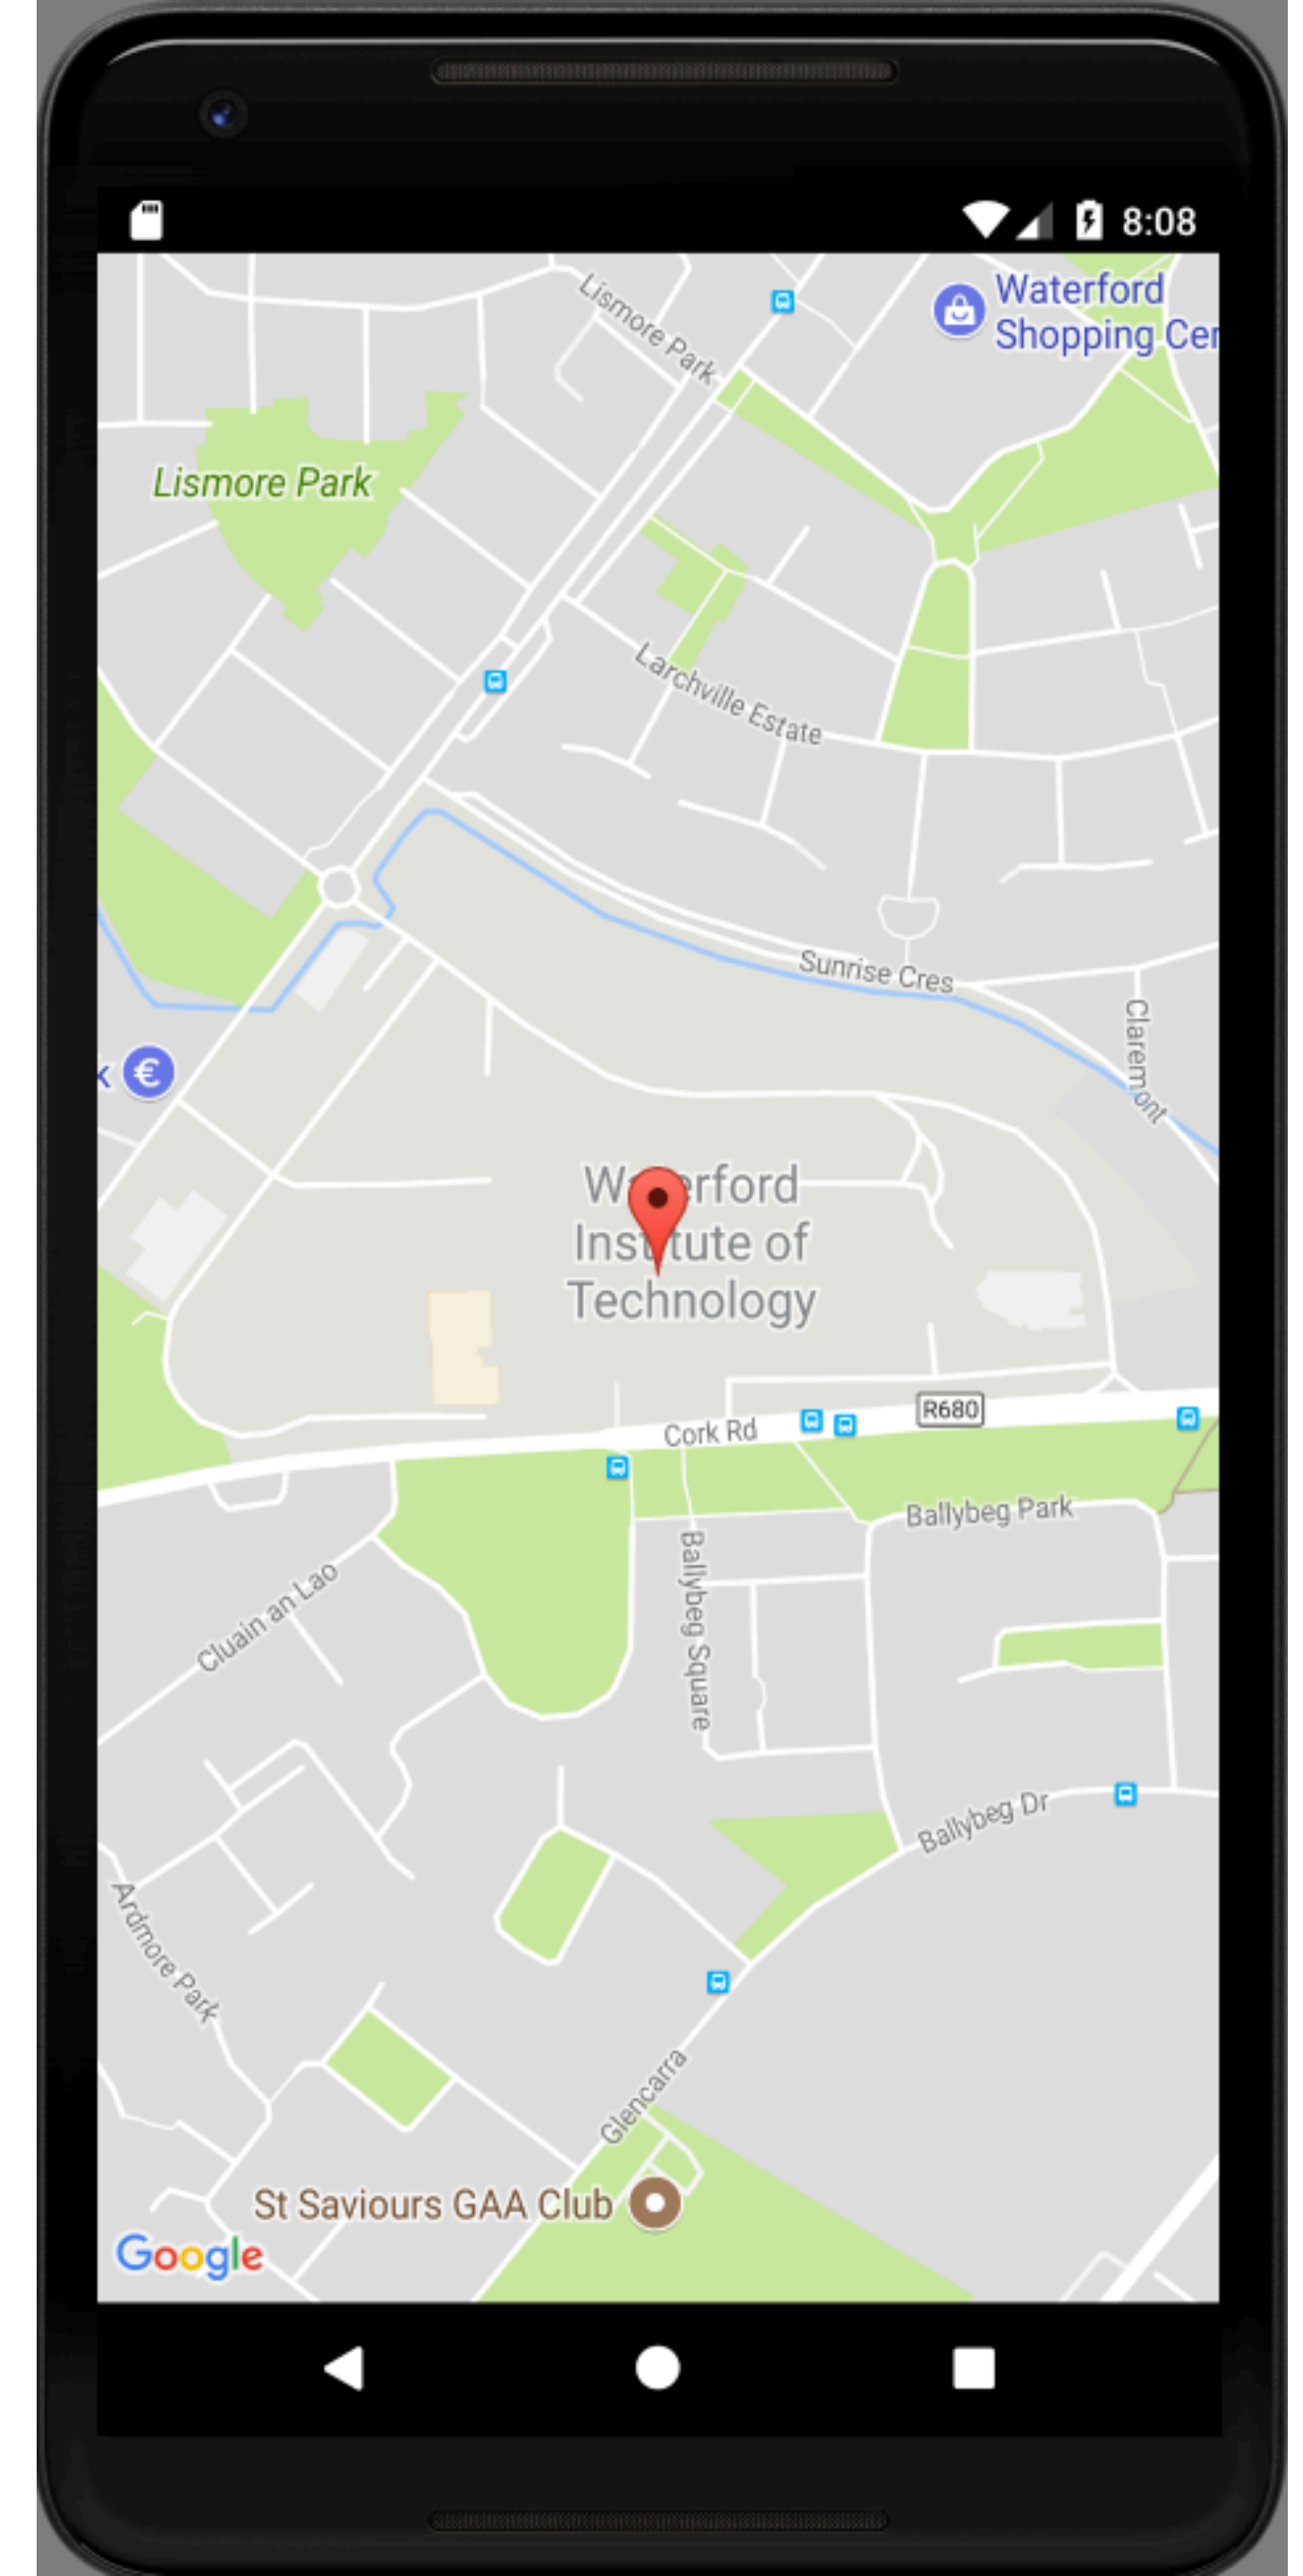 8:08
Waterford
Shopping Cer
Lismore Park
Lismore Park
Larchville Estate
Sunrise Cres
Claremont
k €
Waterford
Institute of
Technology
R680
Cork Rd
Ballybeg Park
Ballybeg Square
Cluain an Lao
Ballybeg Dr
Ardmore Park
Glencarra
St Saviours GAA Club
Google